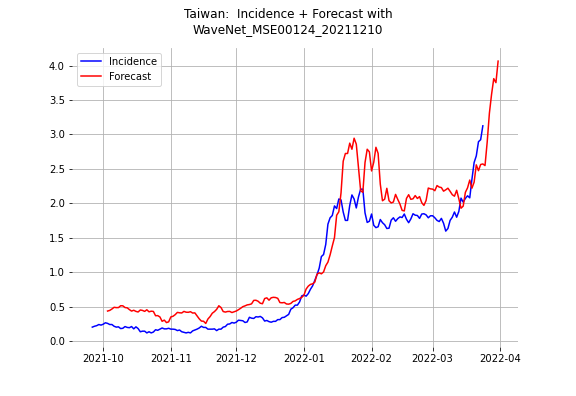 Taiwan:  Incidence + Forecast with
WaveNet_MSE00124_20211210
Incidence
Forecast
4.0
3.5
3.0
2.5
2.0
1.5
1.0
0.5
0.0
2021-10 2021-11 2021-12 2022-01 2022-02 2022-03 2022-04